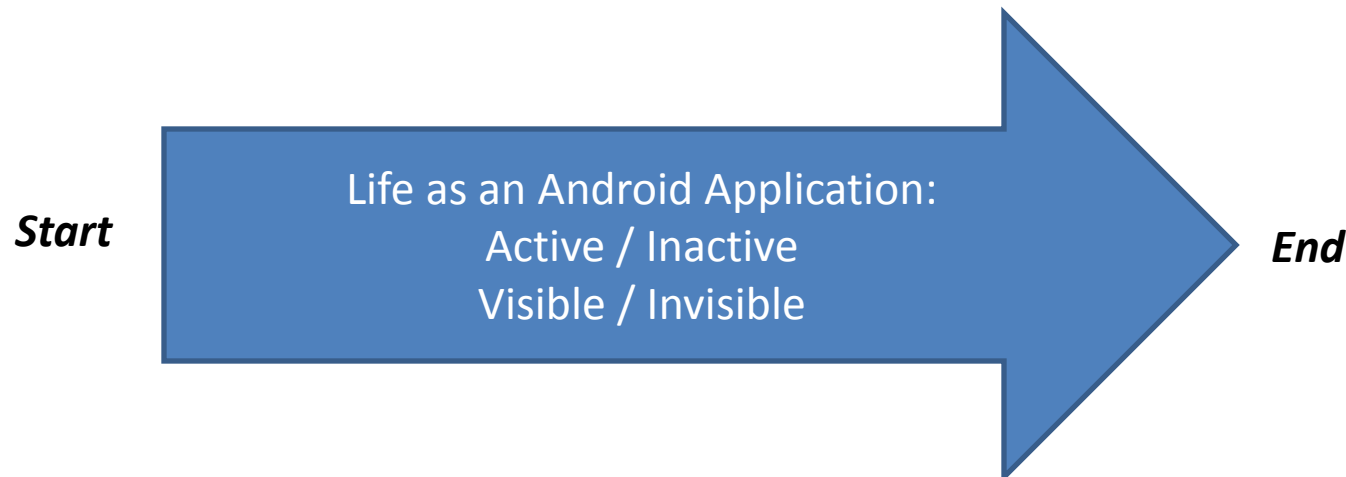 Life as an Android Application:
Active / Inactive
Visible / Invisible
Start
End